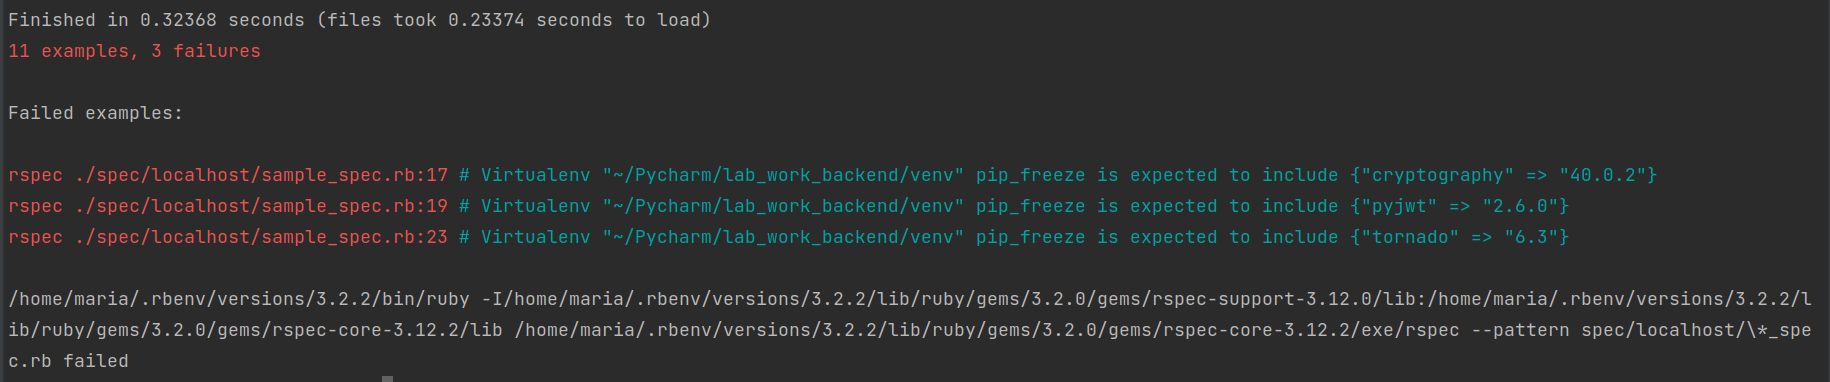 Finished in 0.32368 seconds (files took 0.23374 seconds to load)
11 examples, 3 failures
Failed examples:
rspec ./spec/localhost/sample_spec.rb:17 # Virtualenv "~/Pycharm/lab_work_backend/venv" pip_freeze is expected to include {"cryptography" => "40.0.2"}
rspec ./spec/localhost/sample_spec.rb:19 # Virtualenv "~/Pycharm/lab_work_backend/venv" pip_freeze is expected to include {"pyjwt" => "2.6.0"}
rspec ./spec/localhost/sample_spec.rb:23 # Virtualenv "~/Pycharm/lab_work_backend/venv" pip_freeze is expected to include {"tornado" => "6.3"}
/home/maria/.rbenv/versions/3.2.2/bin/ruby -I/home/maria/.rbenv/versions/3.2.2/lib/ruby/gems/3.2.0/gems/rspec-support-3.12.0/lib:/home/maria/.rbenv/versions/3.2.2/l
ib/ruby/gems/3.2.0/gems/rspec-core-3.12.2/lib /home/maria/.rbenv/versions/3.2.2/lib/ruby/gems/3.2.0/gems/rspec-core-3.12.2/exe/rspec --pattern spec/localhost/\*_spe
c.rb failed